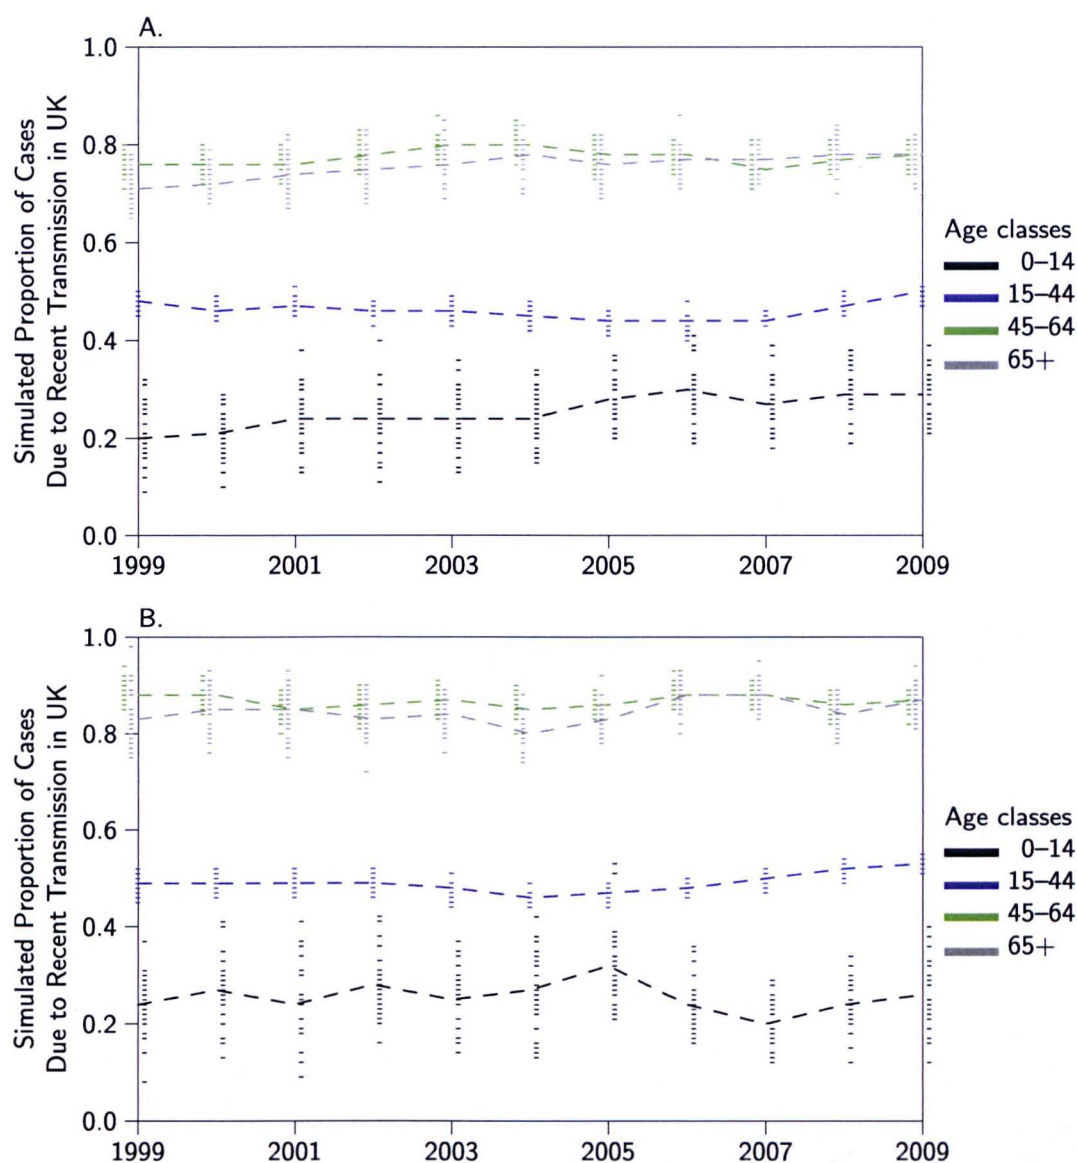 A.
Simulated Proportion of Cases
Due to Recent Transmission in UK
1.0
0.8
0.6
0.4
0.2
0.0
1999 2001 2003 2005 2007 2009
Age classes
0–14
15–44
45–64
65+
B.
Simulated Proportion of Cases
Due to Recent Transmission in UK
1.0
0.8
0.6
0.4
0.2
0.0
1999 2001 2003 2005 2007 2009
Age classes
0–14
15–44
45–64
65+